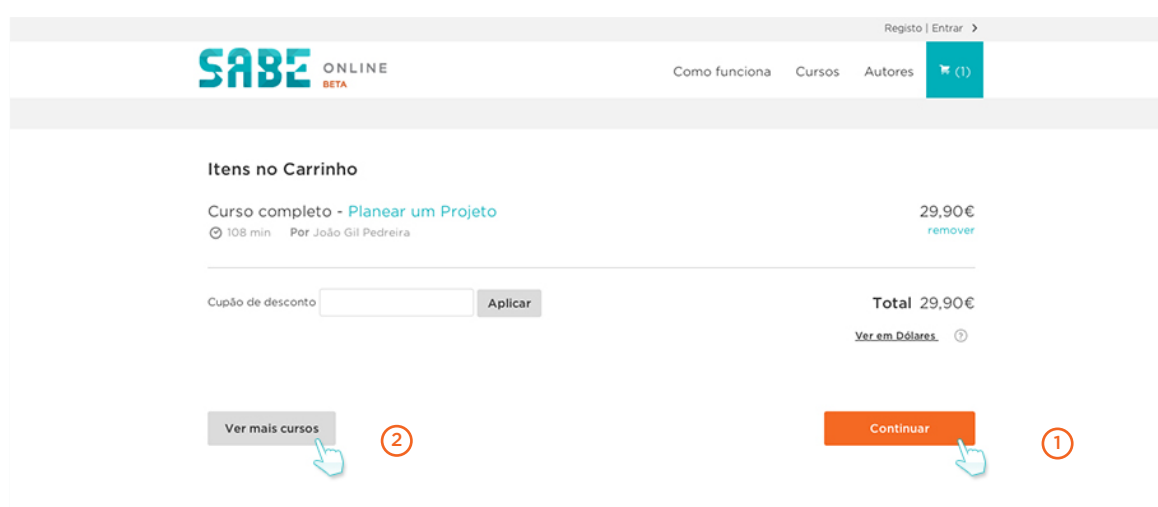 Registo | Entrar >
SABE ONLINE
BETA
Como funciona Cursos Autores (1)
Itens no Carrinho
Curso completo - Planear um Projeto 29,90€
108 min Por João Gil Pedreira remover
Cupão de desconto Aplicar Total 29,90€
Ver em Dólares ?
Ver mais cursos 2 Continuar 1